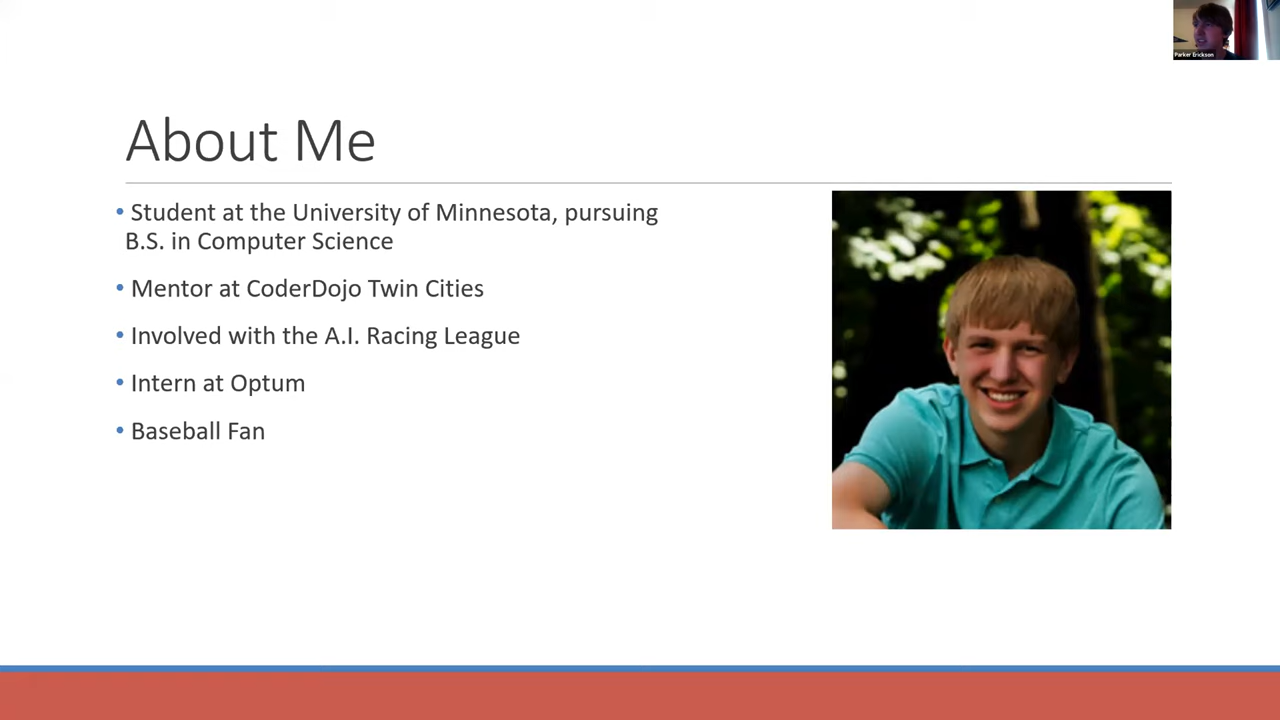 Parker Erickson
About Me
• Student at the University of Minnesota, pursuing
B.S. in Computer Science
• Mentor at CoderDojo Twin Cities
• Involved with the A.I. Racing League
• Intern at Optum
• Baseball Fan